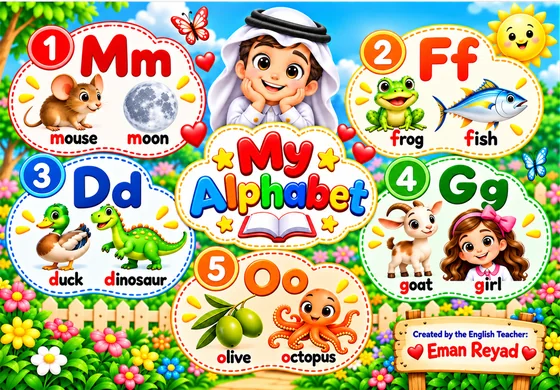 1
Mm
mouse moon
2
Ff
frog fish
My
Alphabet
3
Dd
duck dinosaur
4
Gg
goat girl
5
Oo
olive octopus
Created by the English Teacher:
Eman Reyad